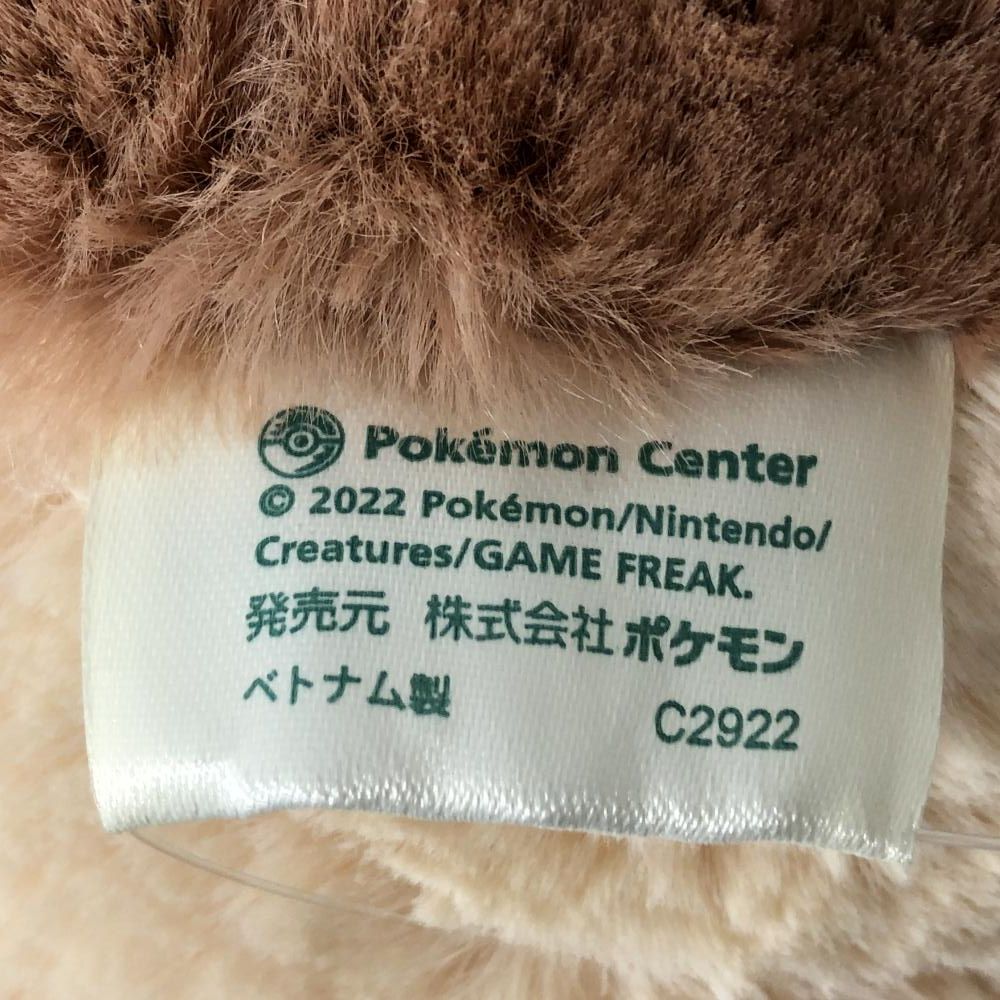 Pokémon Center
© 2022 Pokémon/Nintendo/
Creatures/GAME FREAK.
発売元 株式会社ポケモン
ベトナム製 C2922